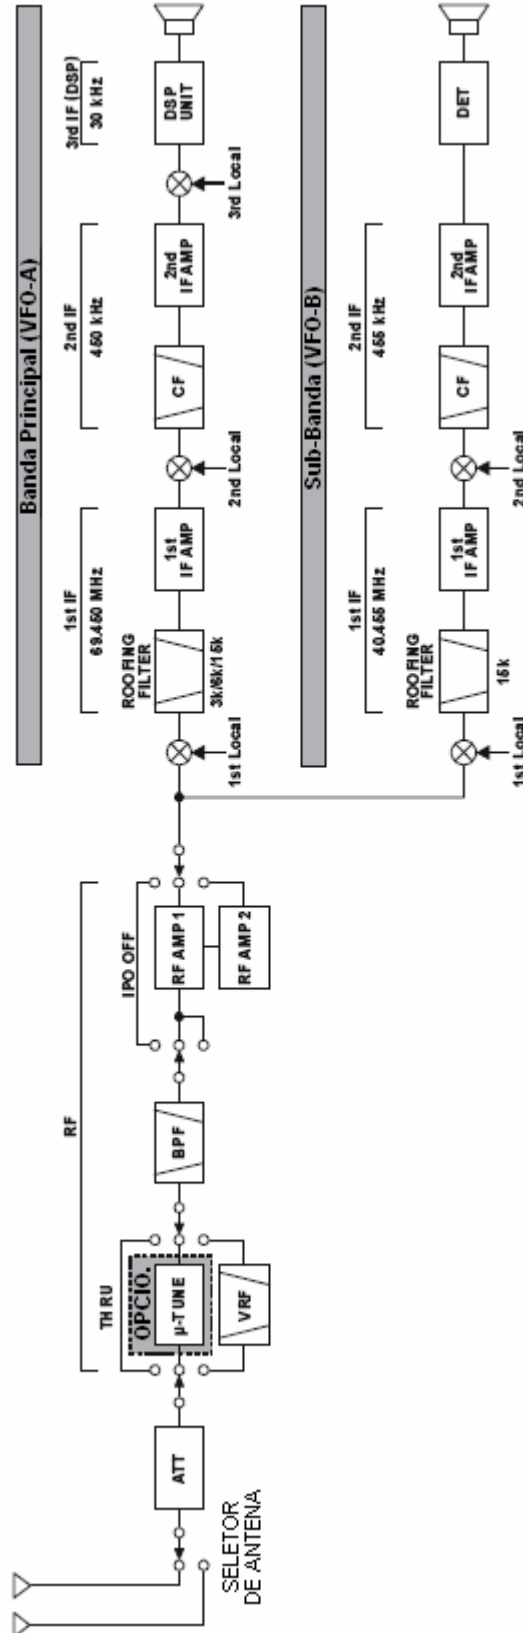 SELETOR
DE ANTENA
ATT
THRU
OPCIO.
µ-TUNE
VRF
RF
BPF
IPO OFF
RF AMP 1
RF AMP 2
Banda Principal (VFO-A)
1st IF
69.450 MHz
2nd IF
450 kHz
3rd IF (DSP)
30 kHz
1st Local
ROOFING
FILTER
3k/6k/15k
1st
IF AMP
2nd Local
CF
2nd
IF AMP
3rd Local
DSP
UNIT
Sub-Banda (VFO-B)
1st IF
40.455 MHz
2nd IF
455 kHz
1st Local
ROOFING
FILTER
15k
1st
IF AMP
2nd Local
CF
2nd
IF AMP
DET